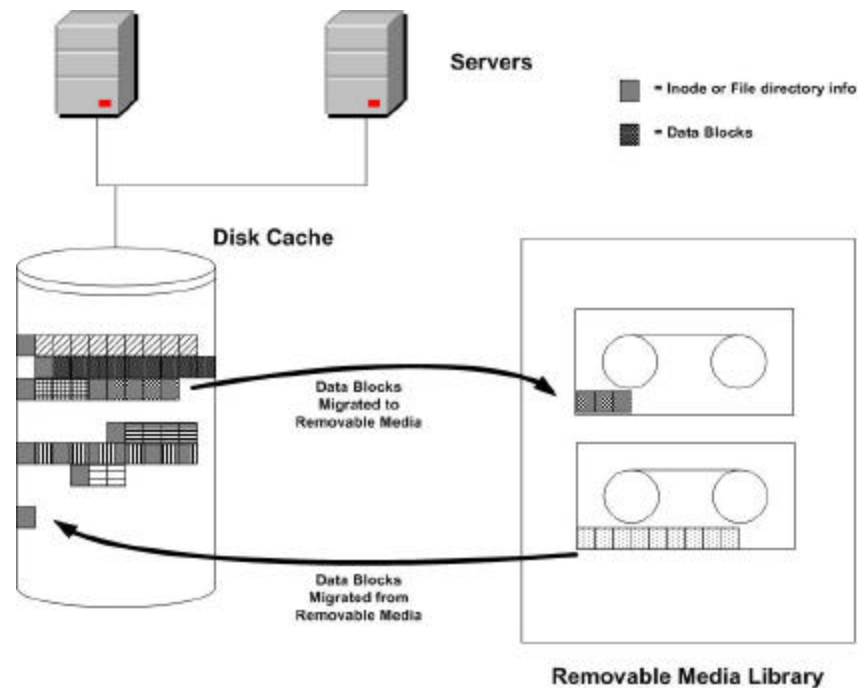 Servers
= Inode or File directory info
= Data Blocks
Disk Cache
Data Blocks
Migrated to
Removable Media
Data Blocks
Migrated from
Removable Media
Removable Media Library